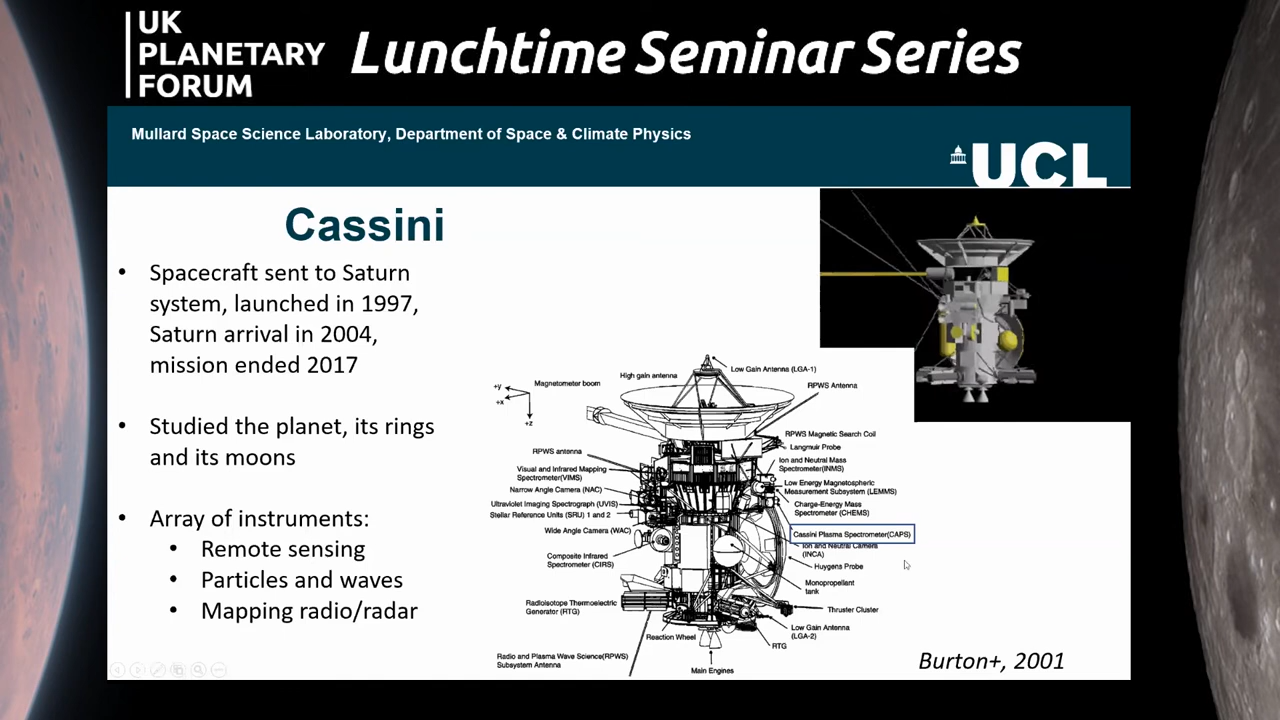 UK
PLANETARY
FORUM
Lunchtime Seminar Series
Mullard Space Science Laboratory, Department of Space & Climate Physics
UCL
Cassini
• Spacecraft sent to Saturn
system, launched in 1997,
Saturn arrival in 2004,
mission ended 2017
• Studied the planet, its rings
and its moons
• Array of instruments:
• Remote sensing
• Particles and waves
• Mapping radio/radar
+y
+x
+z
Magnetometer boom
High gain antenna
Low Gain Antenna (LGA-1)
RPWS Antenna
RPWS antenna
Visual and Infrared Mapping
Spectrometer(VIMS)
Narrow Angle Camera (NAC)
Ultraviolet Imaging Spectrograph (UVIS)
Stellar Reference Units (SRU) 1 and 2
Wide Angle Camera (WAC)
Composite Infrared
Spectrometer (CIRS)
Radioisotope Thermoelectric
Generator (RTG)
Reaction Wheel
Radio and Plasma Wave Science(RPWS)
Subsystem Antenna
Main Engines
RPWS Magnetic Search Coil
Langmuir Probe
Ion and Neutral Mass
Spectrometer(INMS)
Low Energy Magnetospheric
Measurement Subsystem (LEMMS)
Charge-Energy Mass
Spectrometer (CHEMS)
Cassini Plasma Spectrometer(CAPS)
Ion and Neutral Camera
(INCA)
Huygens Probe
Monopropellant
tank
Thruster Cluster
Low Gain Antenna
(LGA-2)
RTG
Burton+, 2001